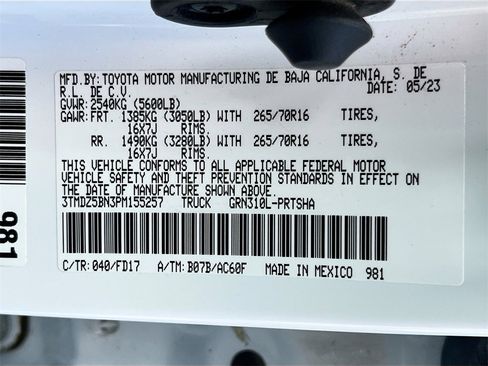 MFD.BY: TOYOTA MOTOR MANUFACTURING DE BAJA CALIFORNIA, S. DE
R.L. DE C.V. DATE: 05/23
GVWR: 2540KG (5600LB)
GAWR: FRT. 1385KG (3050LB) WITH 265/70R16 TIRES,
16X7J RIMS.
RR. 1490KG (3280LB) WITH 265/70R16 TIRES,
16X7J RIMS.
THIS VEHICLE CONFORMS TO ALL APPLICABLE FEDERAL MOTOR
VEHICLE SAFETY AND THEFT PREVENTION STANDARDS IN EFFECT ON
THE DATE OF MANUFACTURE SHOWN ABOVE.
3TMDZ5BN3PM155257 TRUCK GRN310L-PRTSHA
C/TR: 040/FD17 A/TM: B07B/AC60F MADE IN MEXICO 981
981